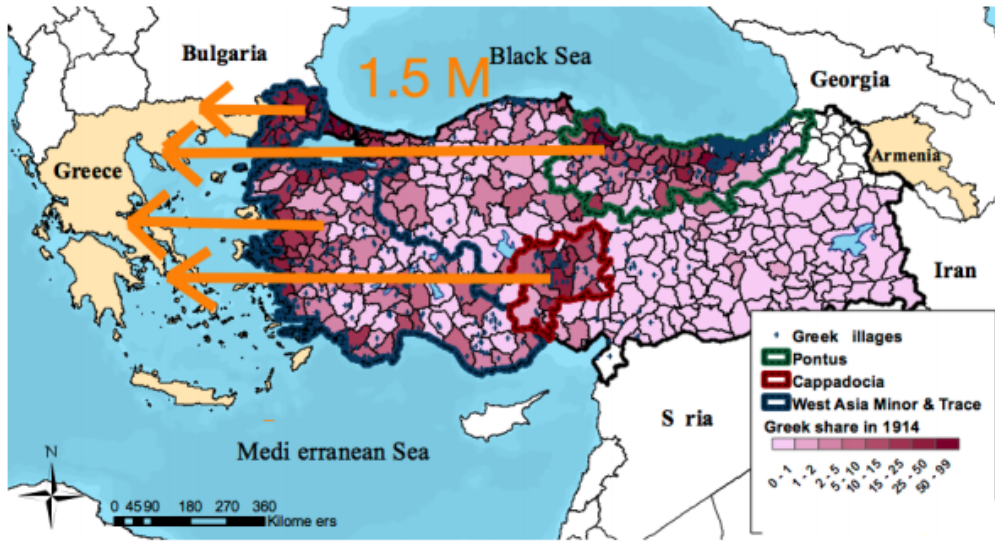 Bulgaria
1.5 M
Black Sea
Georgia
Greece
Armenia
Iran
S ria
Medi erranean Sea
N
0 45 90 180 270 360
Kilome ers
Greek illages
Pontus
Cappadocia
West Asia Minor & Trace
Greek share in 1914
0 - 1
1 - 2
2 - 5
5 - 10
10 - 15
15 - 25
25 - 50
50 - 99